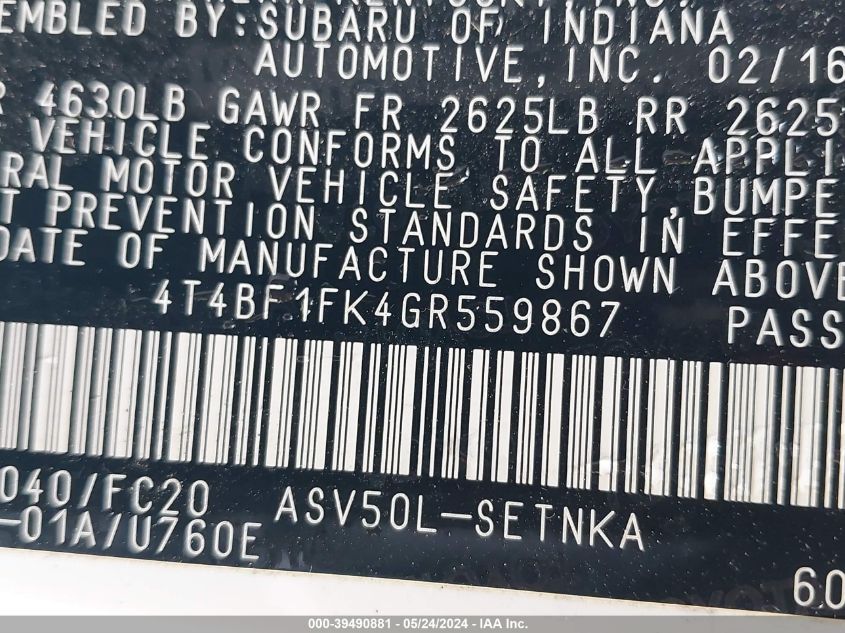 EMBLED BY:SUBARU OF INDIANA
AUTOMOTIVE,INC. 02/16
R 4630LB GAWR FR 2625LB RR 2625
VEHICLE CONFORMS TO ALL APPLI
RAL MOTOR VEHICLE SAFETY,BUMPE
T PREVENTION STANDARDS IN EFFE
DATE OF MANUFACTURE SHOWN ABOVE
4T4BF1FK4GR559867 PASS
040/FC20 ASV50L-SETNKA
-01A/U760E
60
000-39490881 / 05/24/2024 - IAA Inc.